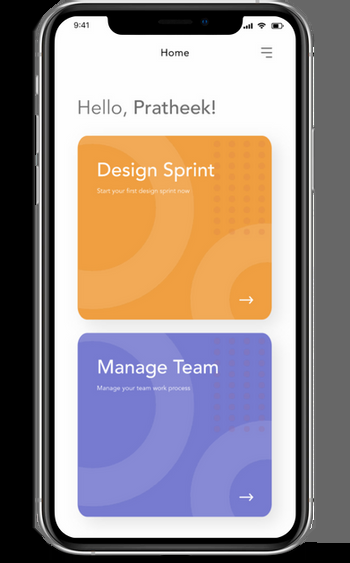 9:41
Home
Hello, Pratheek!
Design Sprint
Start your first design sprint now
Manage Team
Manage your team work process